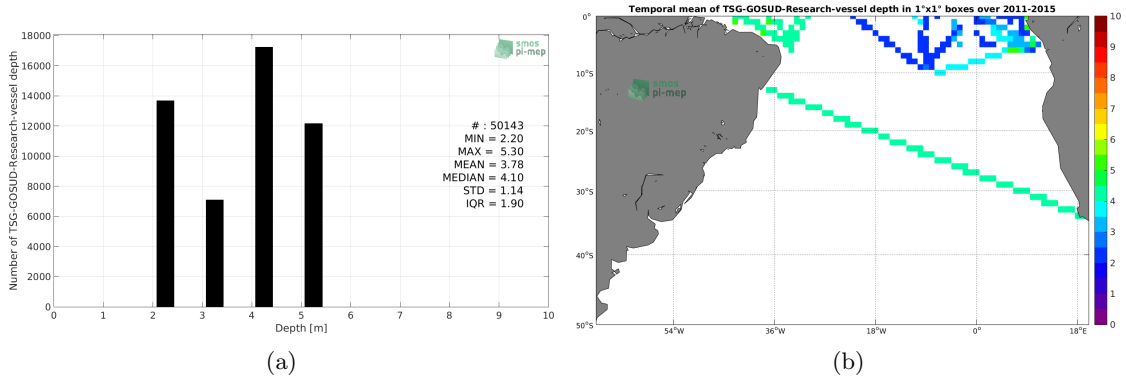 Number of TSG-GOSUD-Research-vessel depth
18000
16000
14000
12000
10000
8000
6000
4000
2000
0
smos
pi-mep
# : 50143
MIN = 2.20
MAX = 5.30
MEAN = 3.78
MEDIAN = 4.10
STD = 1.14
IQR = 1.90
0 1 2 3 4 5 6 7 8 9 10
Depth [m]
(a)
Temporal mean of TSG-GOSUD-Research-vessel depth in 1°x1° boxes over 2011-2015
0°
10°S
20°S
30°S
40°S
50°S
smos
pi-mep
54°W 36°W 18°W 0° 18°E
10
9
8
7
6
5
4
3
2
1
0
(b)